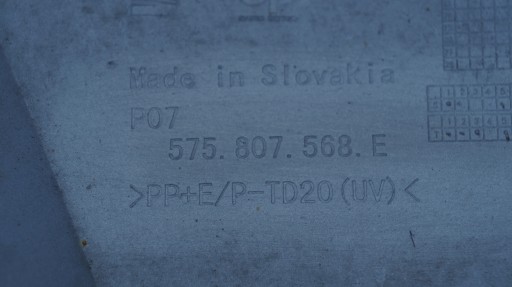 Made in Slovakia
P07
575.807.568.E
>PP+E/P-TD20(UV)<